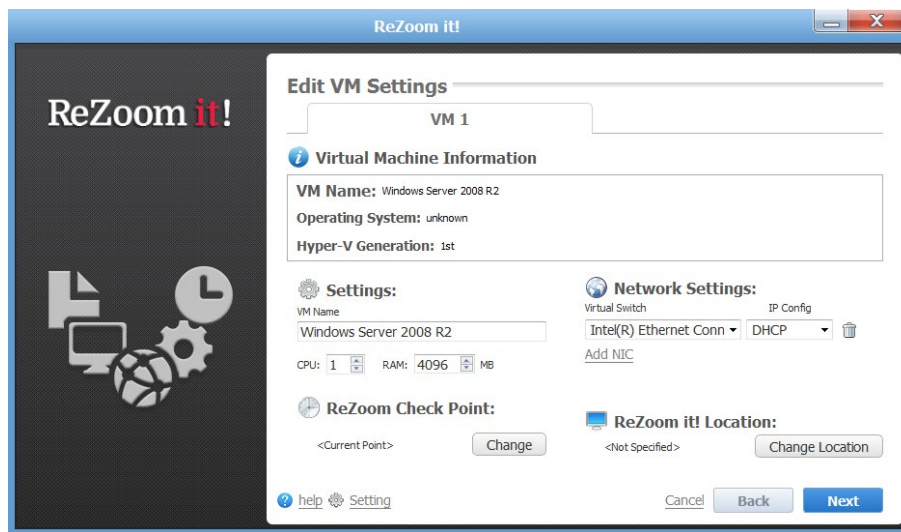 ReZoom it!
ReZoom it!
Edit VM Settings
VM 1
Virtual Machine Information
VM Name: Windows Server 2008 R2
Operating System: unknown
Hyper-V Generation: 1st
Settings:
VM Name
Windows Server 2008 R2
CPU: 1 RAM: 4096 MB
Network Settings:
Virtual Switch IP Config
Intel(R) Ethernet Conn DHCP
Add NIC
ReZoom Check Point:
<Current Point> Change
ReZoom it! Location:
<Not Specified> Change Location
help Setting Cancel Back Next